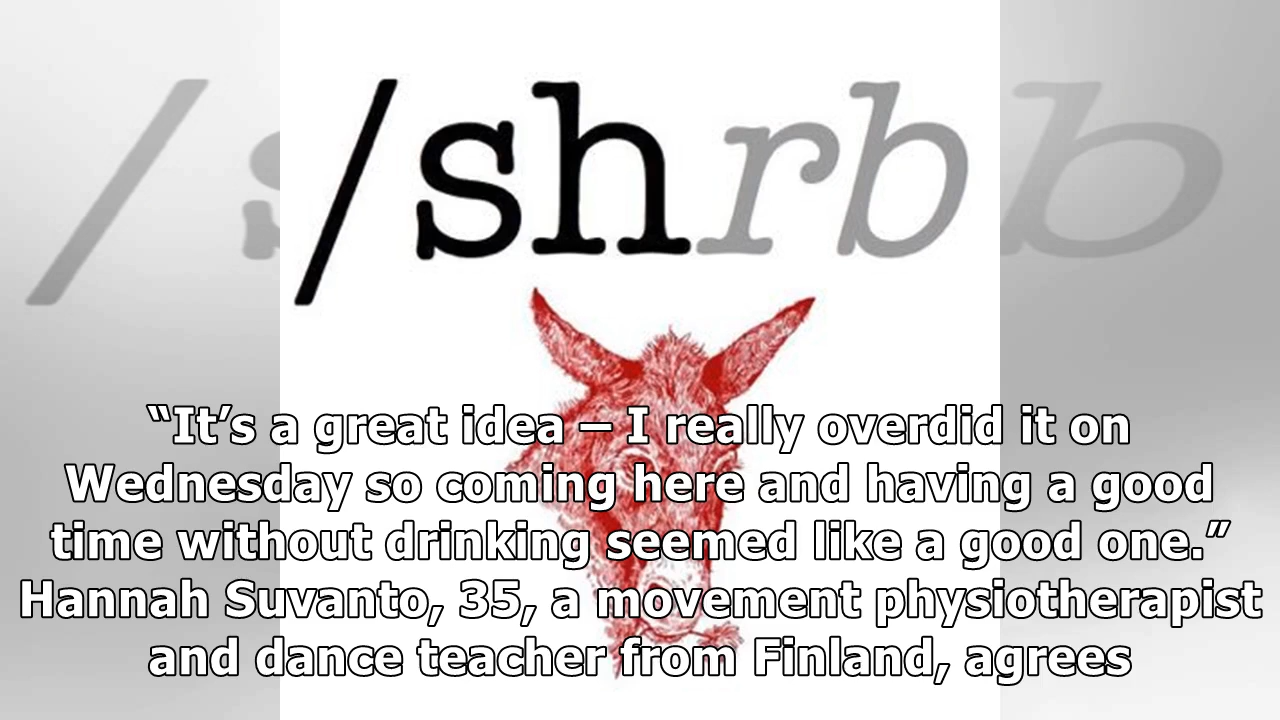 /shrb
“It’s a great idea – I really overdid it on
Wednesday so coming here and having a good
time without drinking seemed like a good one.”
Hannah Suvanto, 35, a movement physiotherapist
and dance teacher from Finland, agrees